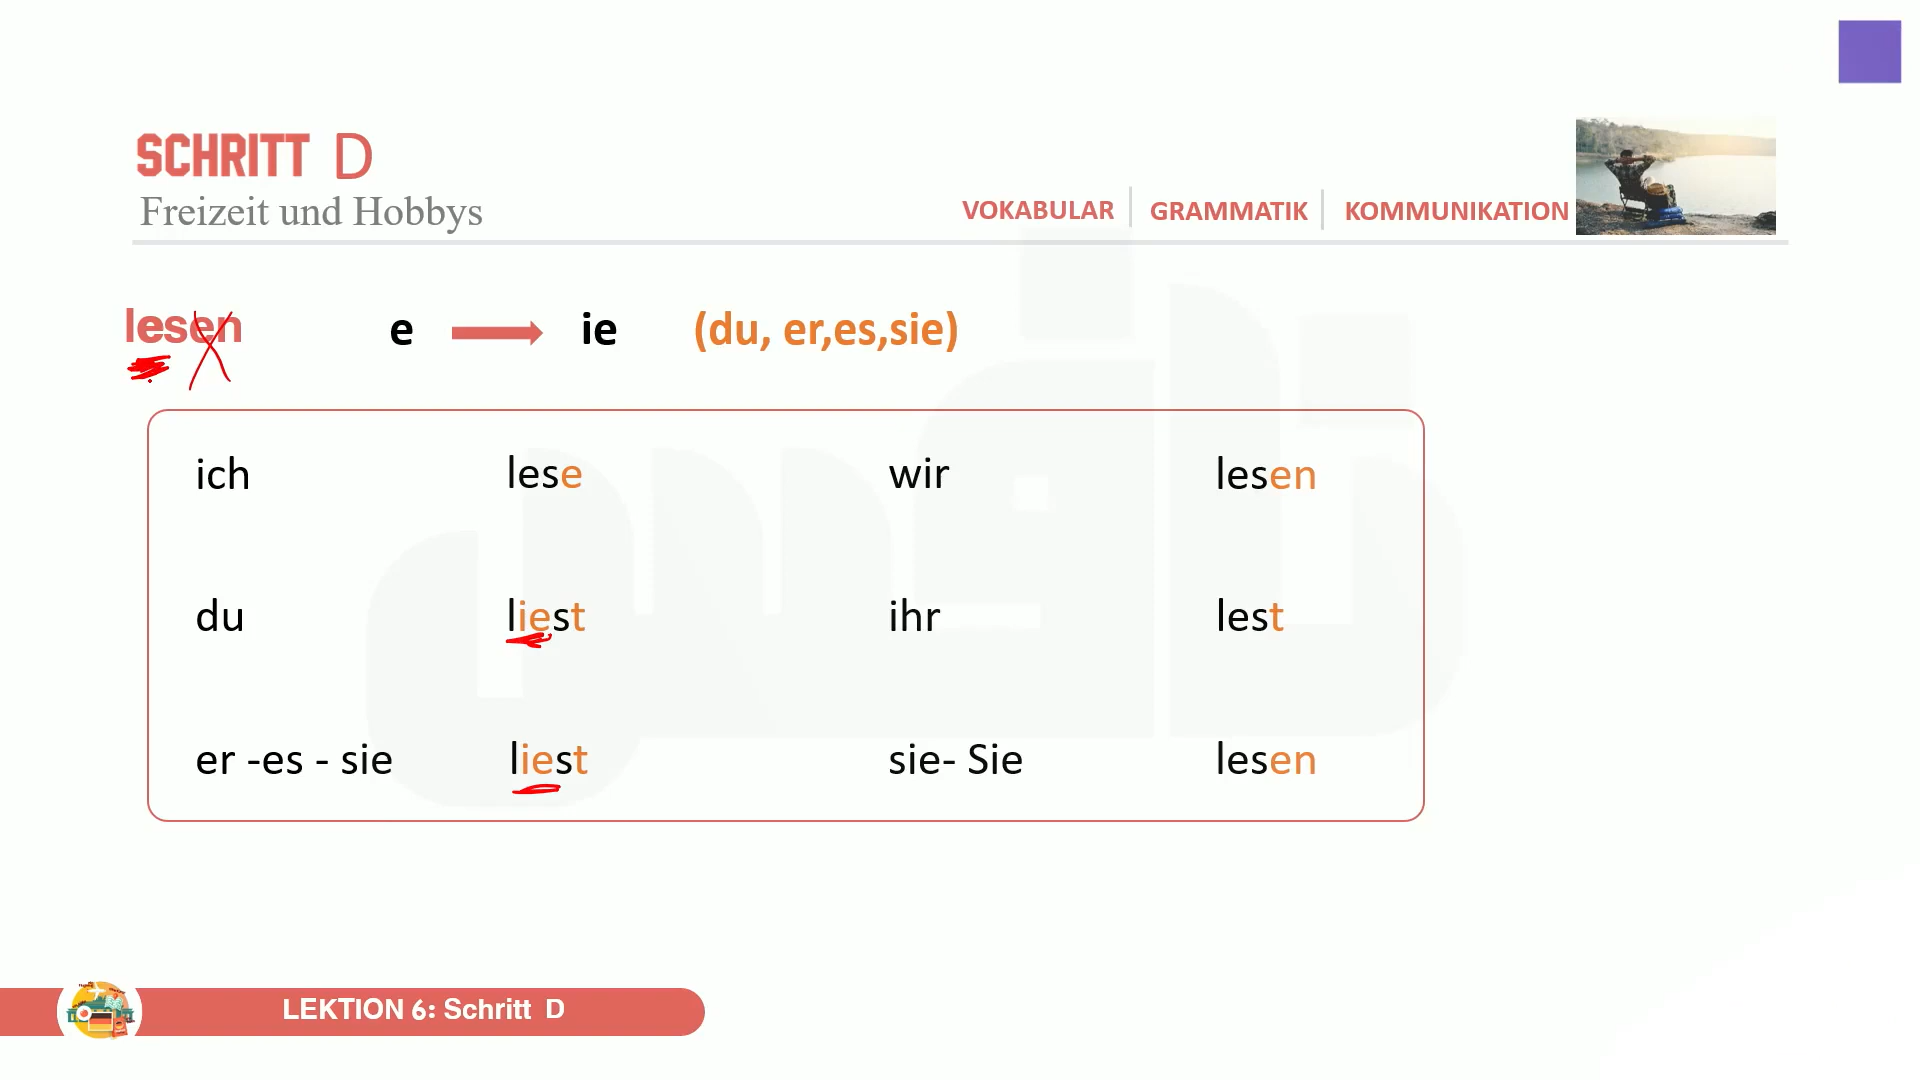 SCHRITT D
Freizeit und Hobbys
VOKABULAR GRAMMATIK KOMMUNIKATION
lesen e ie (du, er,es,sie)
ich lese wir lesen
du liest ihr lest
er -es - sie liest sie- Sie lesen
LEKTION 6: Schritt D